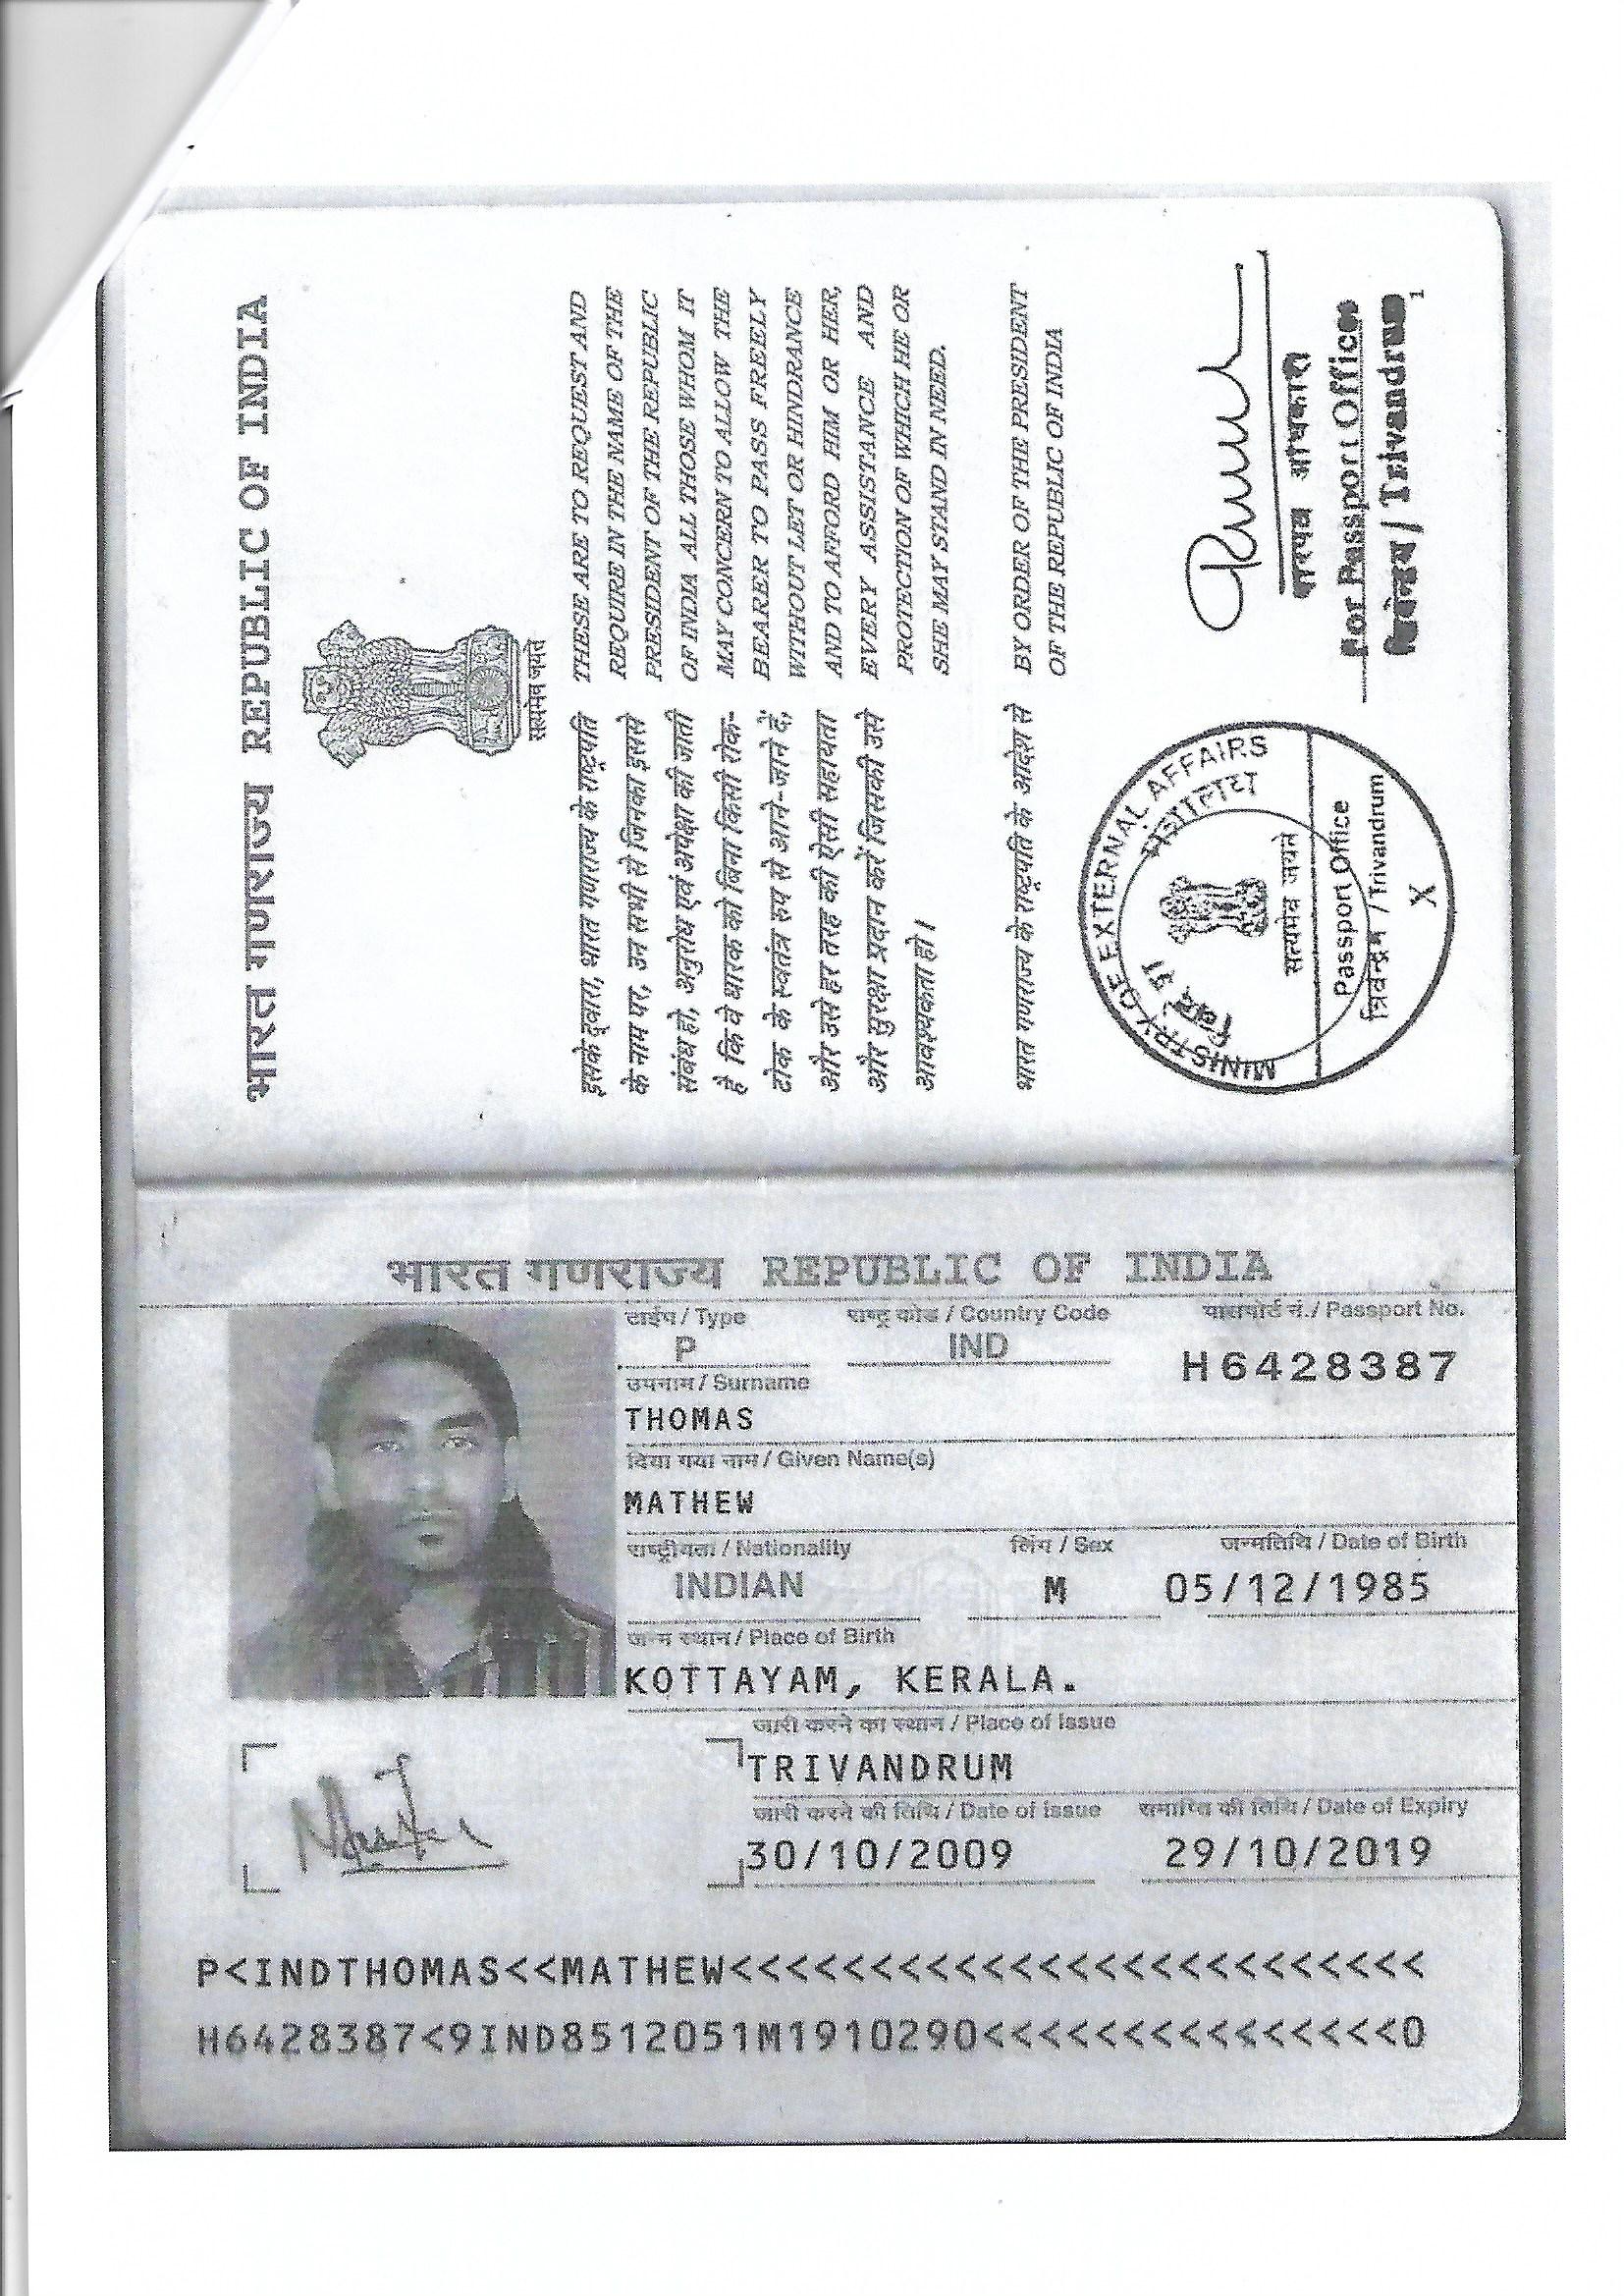 भारत गणराज्य REPUBLIC OF INDIA
सत्यमेव जयते
इसके द्वारा, भारत गणराज्य के राष्ट्रपति
के नाम पर, उन सभी से जिनका इससे
संबंध हो, अनुरोध एवं अपेक्षा की जाती
है कि वे धारक को बिना किसी रोक-
टोक के स्वतंत्र रूप से आने-जाने दें,
और उसे हर तरह की ऐसी सहायता
और सुरक्षा प्रदान करें जिसकी उसे
आवश्यकता हो।
THESE ARE TO REQUEST AND
REQUIRE IN THE NAME OF THE
PRESIDENT OF THE REPUBLIC
OF INDIA ALL THOSE WHOM IT
MAY CONCERN TO ALLOW THE
BEARER TO PASS FREELY
WITHOUT LET OR HINDRANCE
AND TO AFFORD HIM OR HER,
EVERY ASSISTANCE AND
PROTECTION OF WHICH HE OR
SHE MAY STAND IN NEED.
भारत गणराज्य के राष्ट्रपति के आदेश से
BY ORDER OF THE PRESIDENT
OF THE REPUBLIC OF INDIA
MINISTRY OF EXTERNAL AFFAIRS
मंत्रालय
सत्यमेव जयते
Passport Office
त्रिवेन्द्रम / Trivandrum
X
For Passport Officer
/ Trivandrum
1
भारत गणराज्य REPUBLIC OF INDIA
टाईप / Type राष्ट्र कोड / Country Code पासपोर्ट नं. / Passport No.
P IND H6428387
उपनाम / Surname
THOMAS
दिया गया नाम / Given Name(s)
MATHEW
राष्ट्रीयता / Nationality लिंग / Sex जन्मतिथि / Date of Birth
INDIAN M 05/12/1985
जन्म स्थान / Place of Birth
KOTTAYAM, KERALA.
जारी करने का स्थान / Place of Issue
TRIVANDRUM
जारी करने की तिथि / Date of Issue समाप्ति की तिथि / Date of Expiry
30/10/2009 29/10/2019
P<INDTHOMAS<<MATHEW<<<<<<<<<<<<<<<<<<<<<<<<<
H6428387<9IND8512051M1910290<<<<<<<<<<<<<<<0